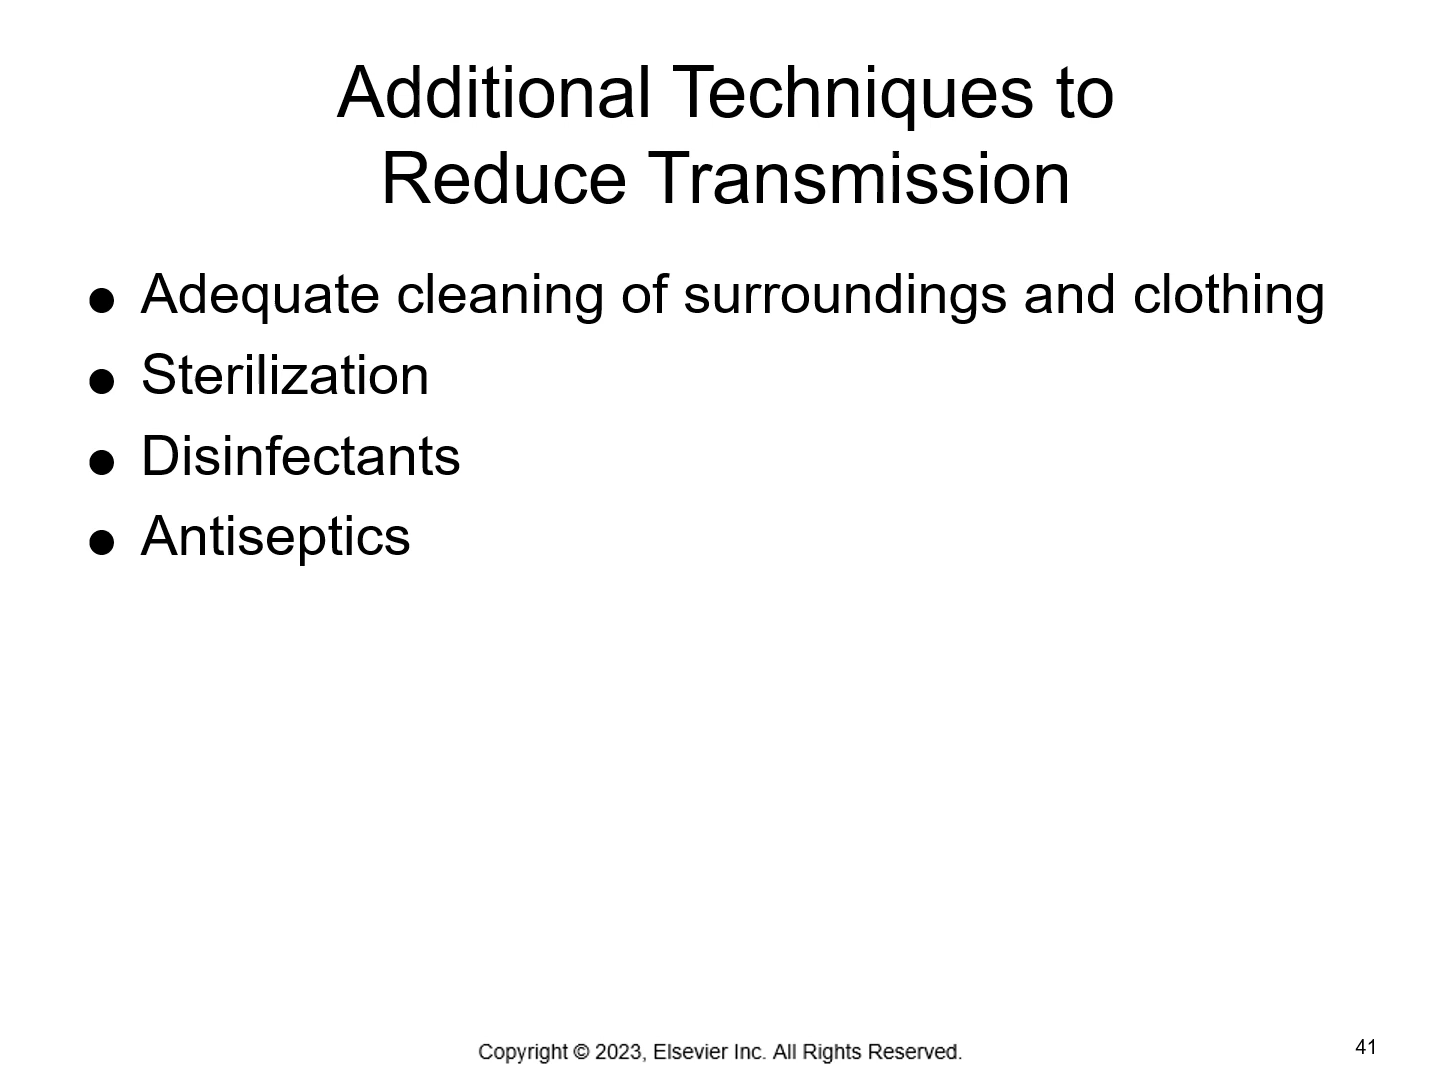 Additional Techniques to
Reduce Transmission
● Adequate cleaning of surroundings and clothing
● Sterilization
● Disinfectants
● Antiseptics
Copyright © 2023, Elsevier Inc. All Rights Reserved.
41